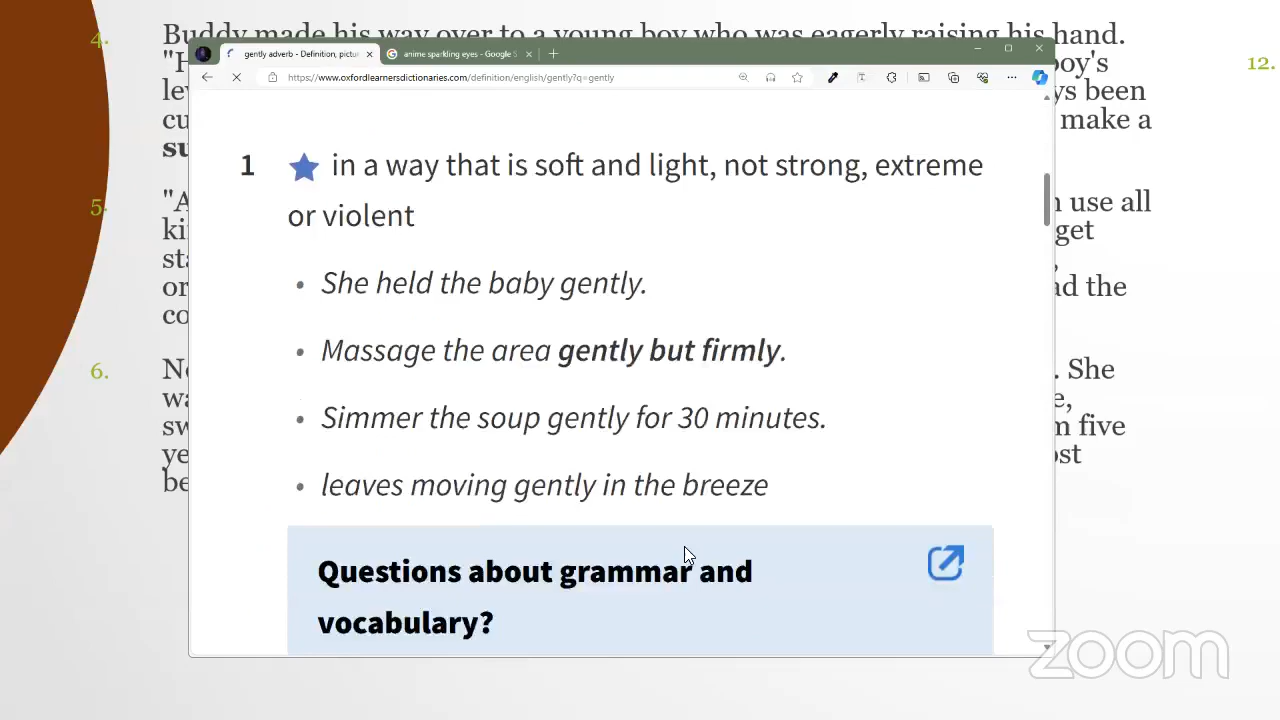 4. Buddy made his way over to a young boy who was eagerly raising his hand.
boy's
12.
ys been
make a
gently adverb - Definition, pictu
anime sparkling eyes - Google S
https://www.oxfordlearnersdictionaries.com/definition/english/gently?q=gently
1 in a way that is soft and light, not strong, extreme
or violent
She held the baby gently.
Massage the area gently but firmly.
Simmer the soup gently for 30 minutes.
leaves moving gently in the breeze
Questions about grammar and
vocabulary?
5. "A
n use all
get
ad the
6. No
. She
m five
ost
zoom